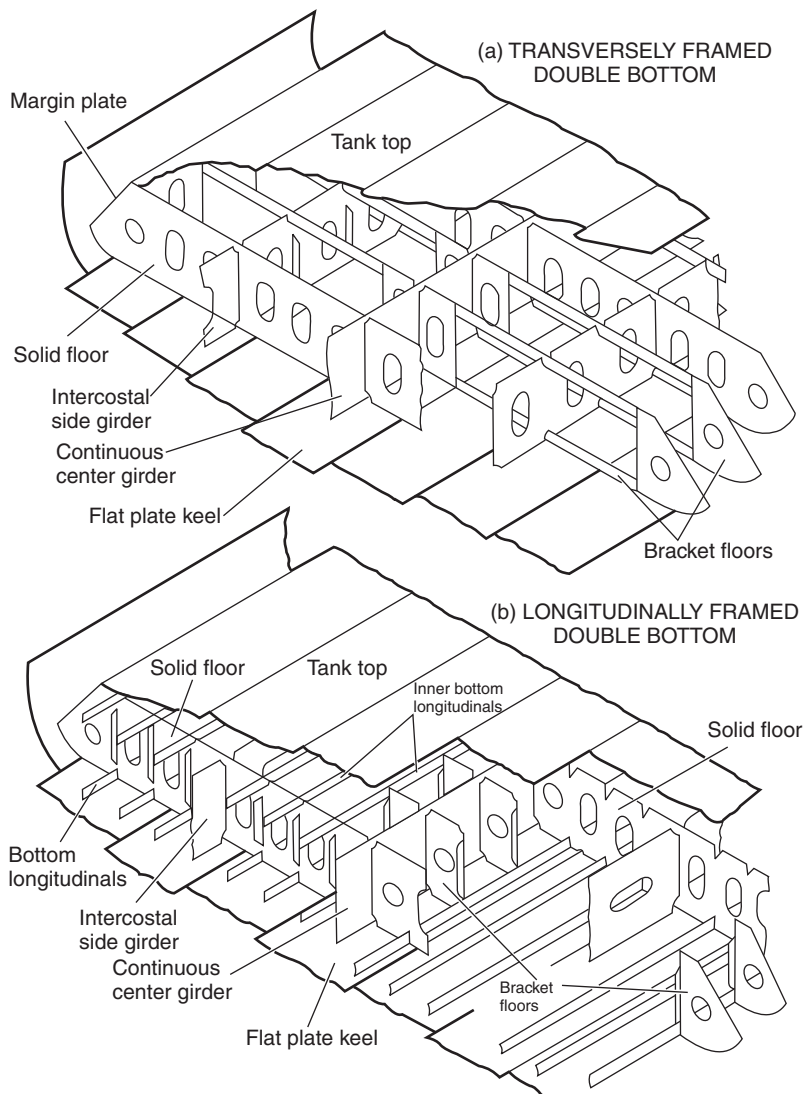 (a) TRANSVERSELY FRAMED
DOUBLE BOTTOM
Margin plate
Tank top
Solid floor
Intercostal
side girder
Continuous
center girder
Flat plate keel
Bracket floors
(b) LONGITUDINALLY FRAMED
DOUBLE BOTTOM
Solid floor
Tank top
Inner bottom
longitudinals
Solid floor
Bottom
longitudinals
Intercostal
side girder
Continuous
center girder
Bracket
floors
Flat plate keel